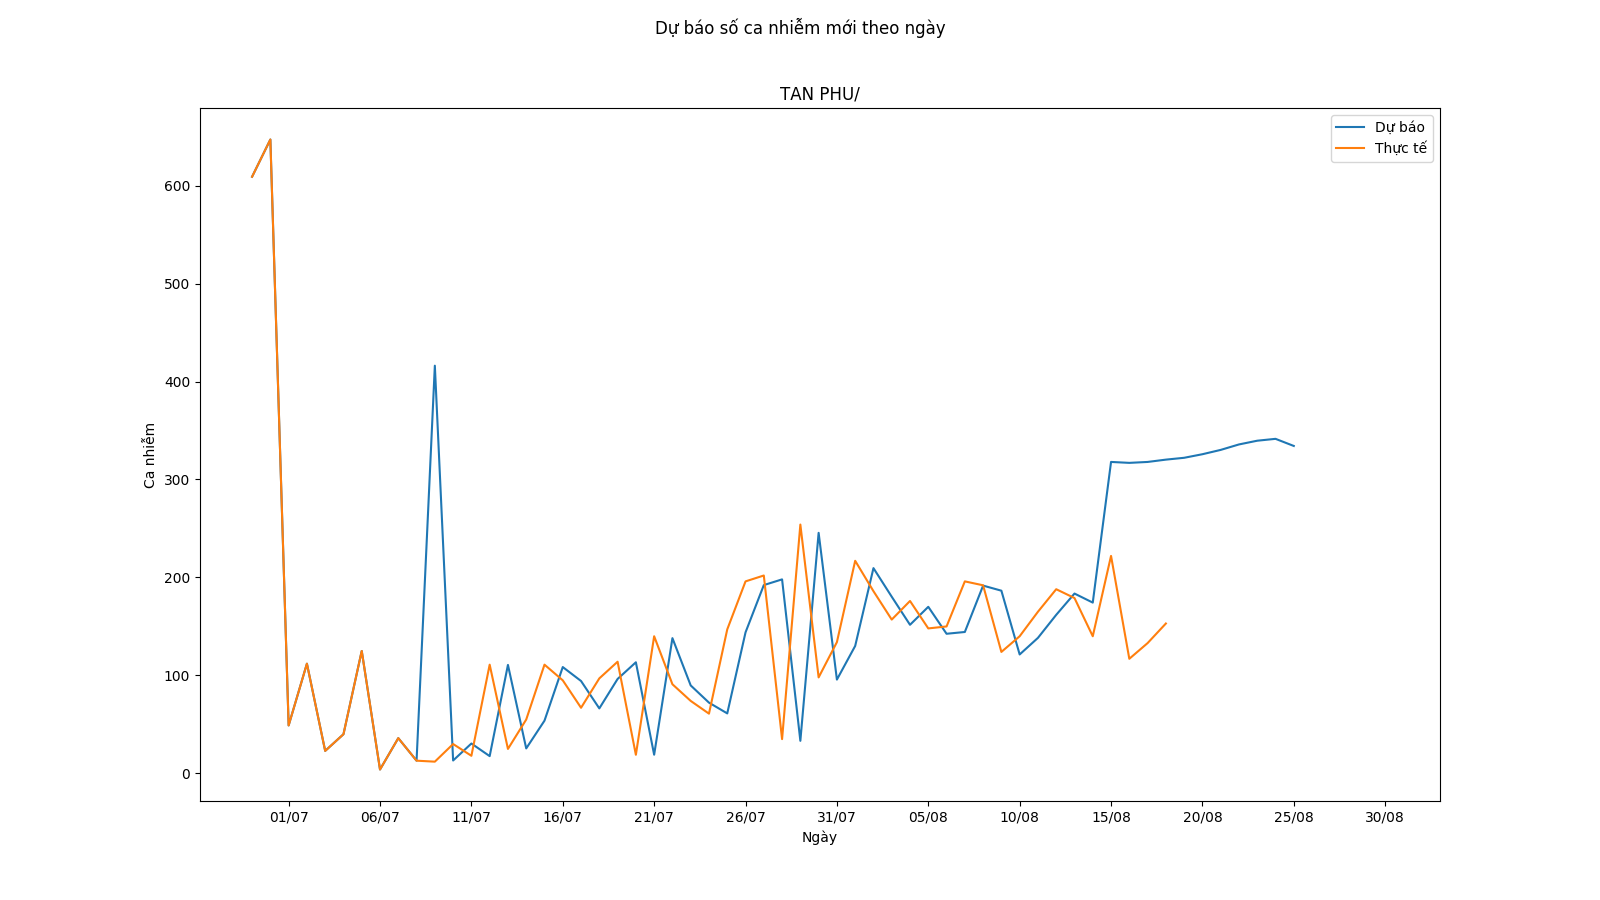 Dự báo số ca nhiễm mới theo ngày
TAN PHU/
Dự báo
Thực tế
600
500
400
300
200
100
0
Ca nhiễm
01/07 06/07 11/07 16/07 21/07 26/07 31/07 05/08 10/08 15/08 20/08 25/08 30/08
Ngày